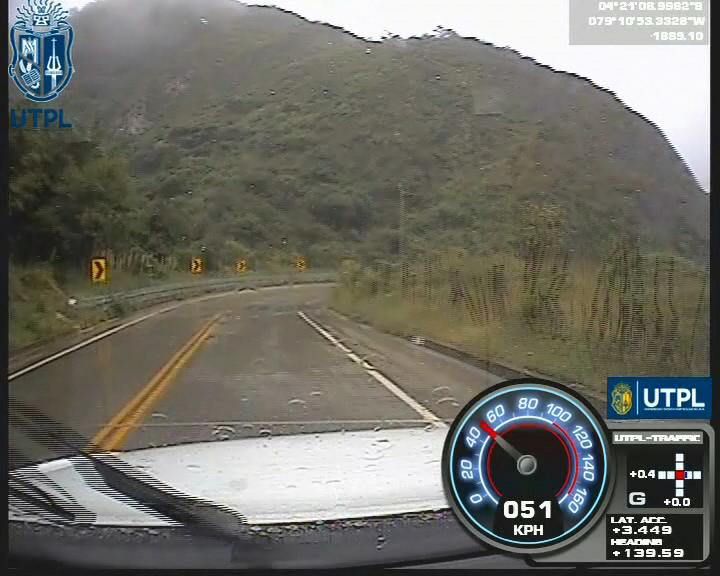 UTPL
04°21'08.9982"S
079°10'53.3328"W
-1889.10
UTPL
UTPL-TRAFFIC
+0.4
G
+0.0
LAT. ACC.
+3.449
HEADING
+139.59
0 20 40 60 80 100 120 140 160
051
KPH